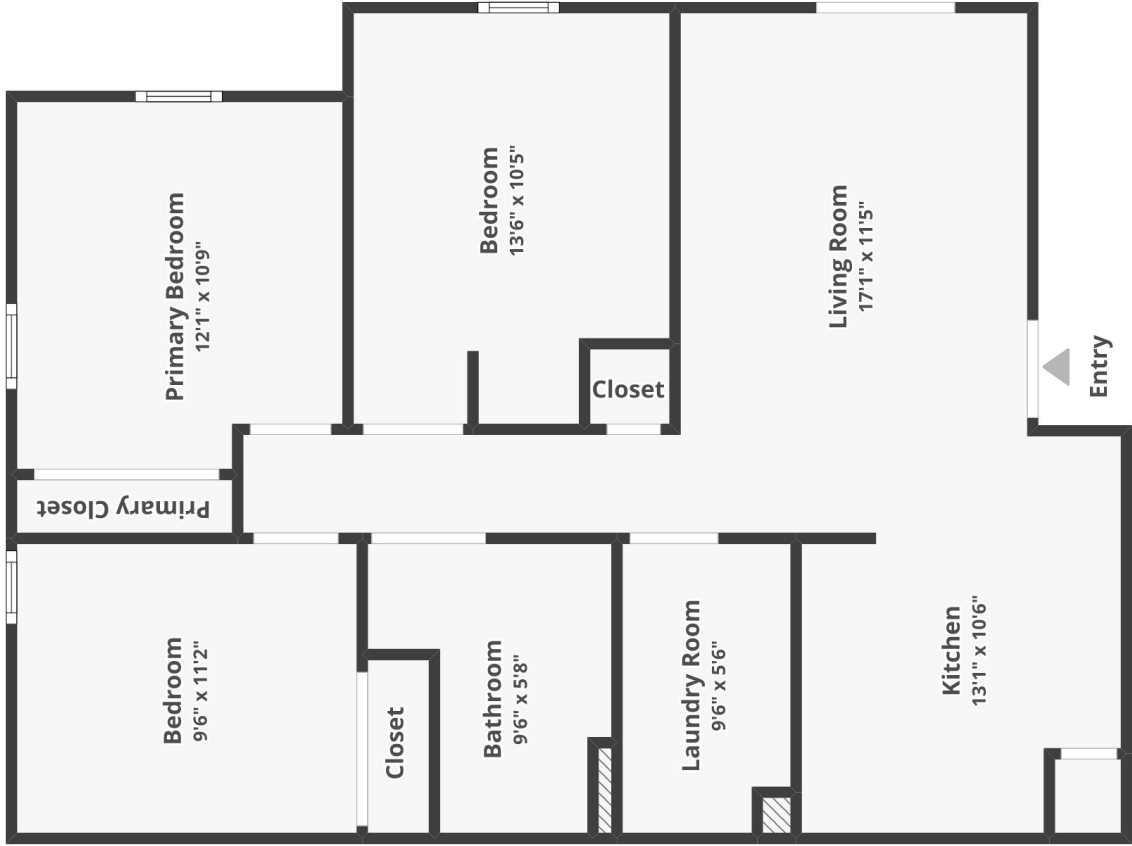 Primary Bedroom
12'1" x 10'9"
Bedroom
13'6" x 10'5"
Living Room
17'1" x 11'5"
Entry
Closet
Primary Closet
Bedroom
9'6" x 11'2"
Closet
Bathroom
9'6" x 5'8"
Laundry Room
9'6" x 5'6"
Kitchen
13'1" x 10'6"